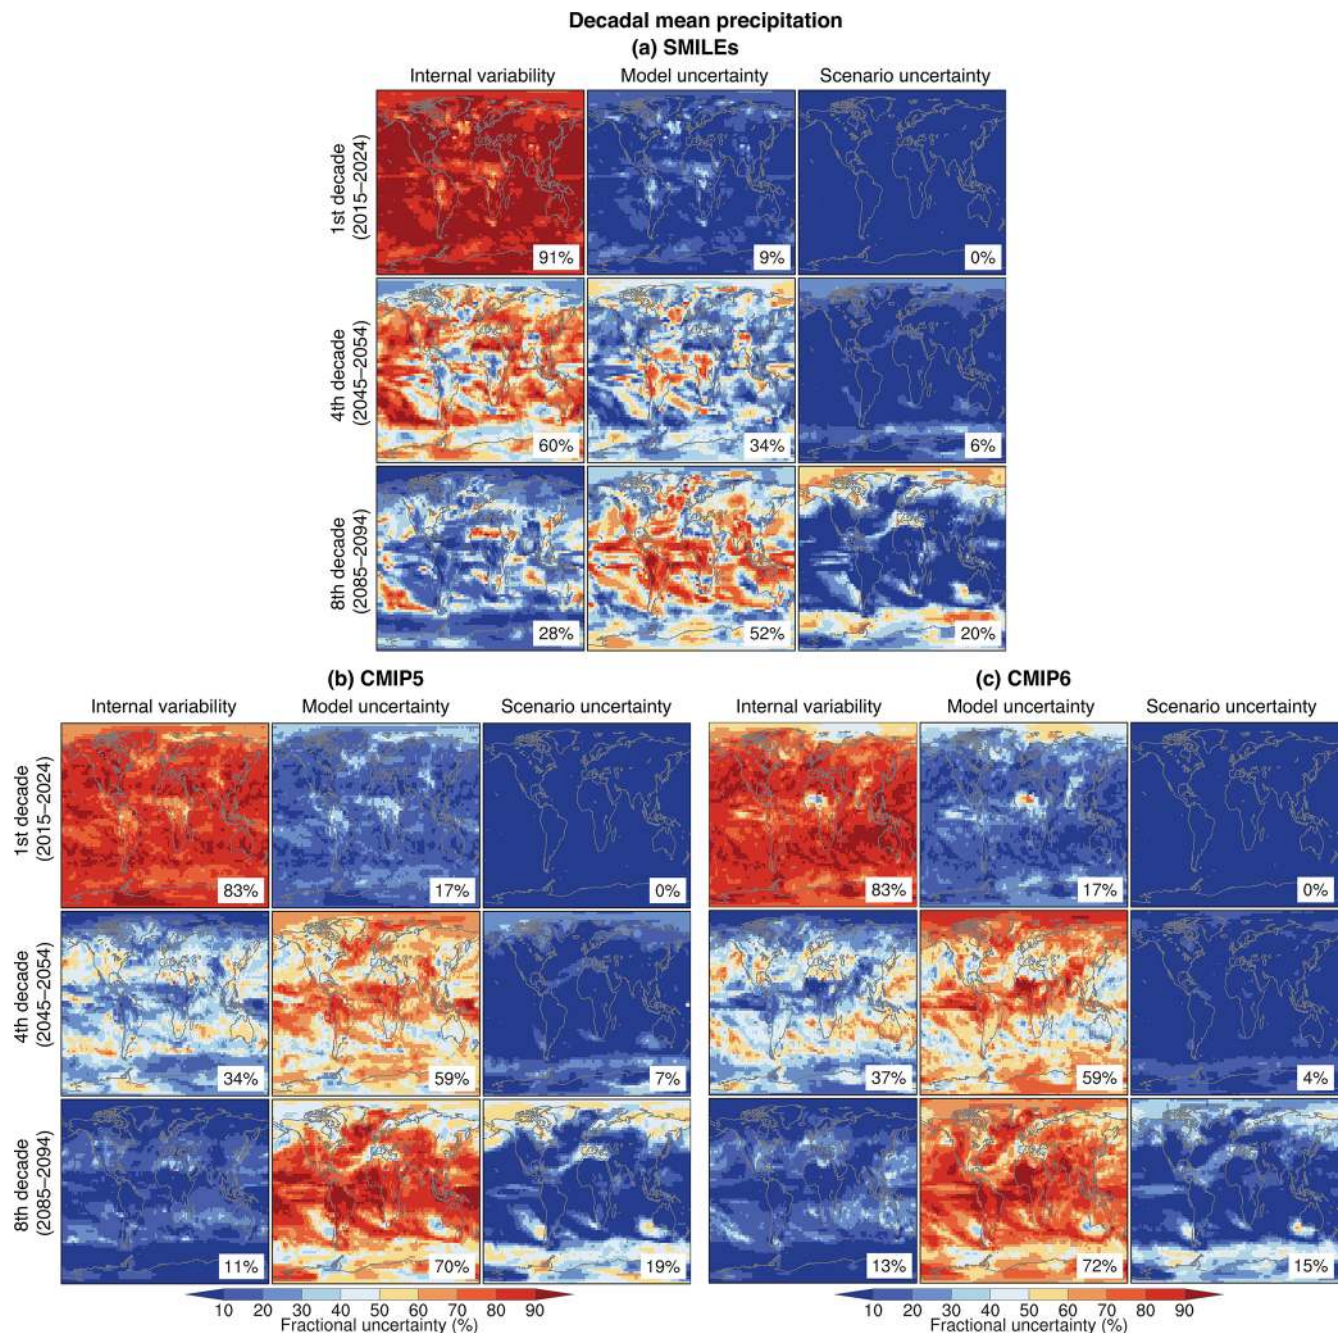 Decadal mean precipitation
(a) SMILEs
Internal variability Model uncertainty Scenario uncertainty
1st decade
(2015–2024)
91% 9% 0%
4th decade
(2045–2054)
60% 34% 6%
8th decade
(2085–2094)
28% 52% 20%
(b) CMIP5
Internal variability Model uncertainty Scenario uncertainty
1st decade
(2015–2024)
83% 17% 0%
4th decade
(2045–2054)
34% 59% 7%
8th decade
(2085–2094)
11% 70% 19%
10 20 30 40 50 60 70 80 90
Fractional uncertainty (%)
(c) CMIP6
Internal variability Model uncertainty Scenario uncertainty
83% 17% 0%
37% 59% 4%
13% 72% 15%
10 20 30 40 50 60 70 80 90
Fractional uncertainty (%)